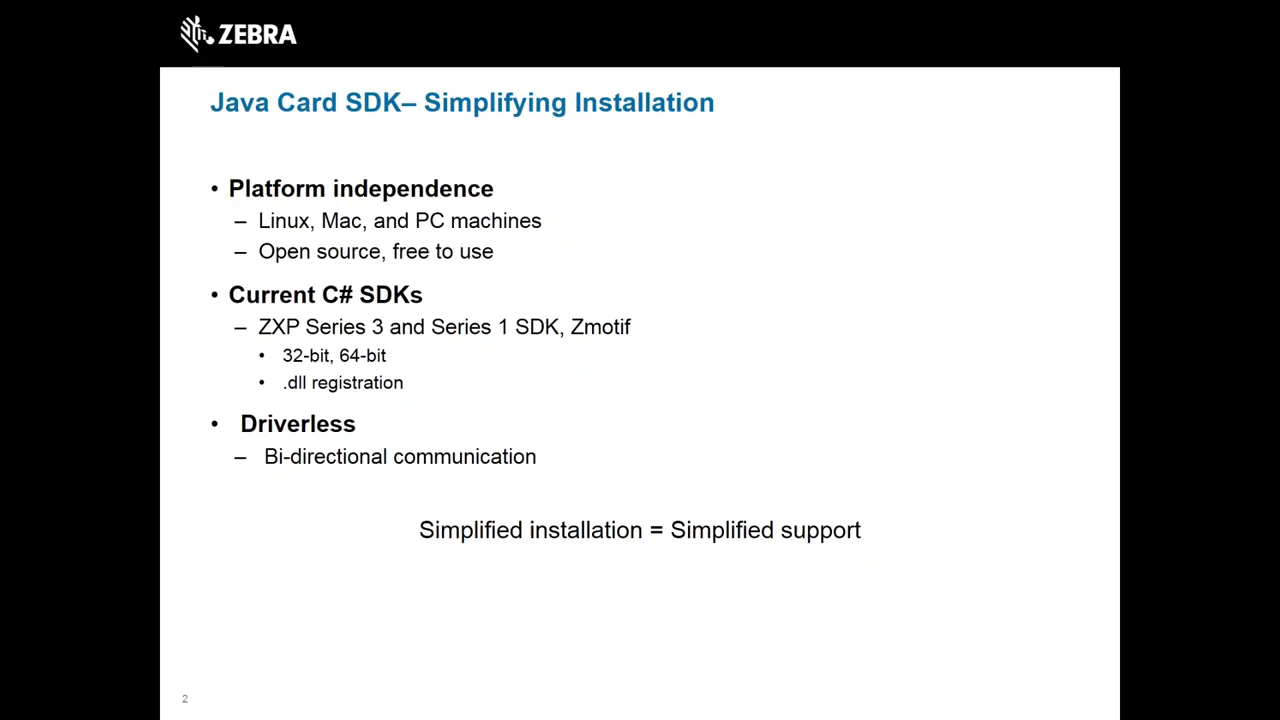 ZEBRA
Java Card SDK– Simplifying Installation
• Platform independence
– Linux, Mac, and PC machines
– Open source, free to use
• Current C# SDKs
– ZXP Series 3 and Series 1 SDK, Zmotif
• 32-bit, 64-bit
• .dll registration
• Driverless
– Bi-directional communication
Simplified installation = Simplified support
2